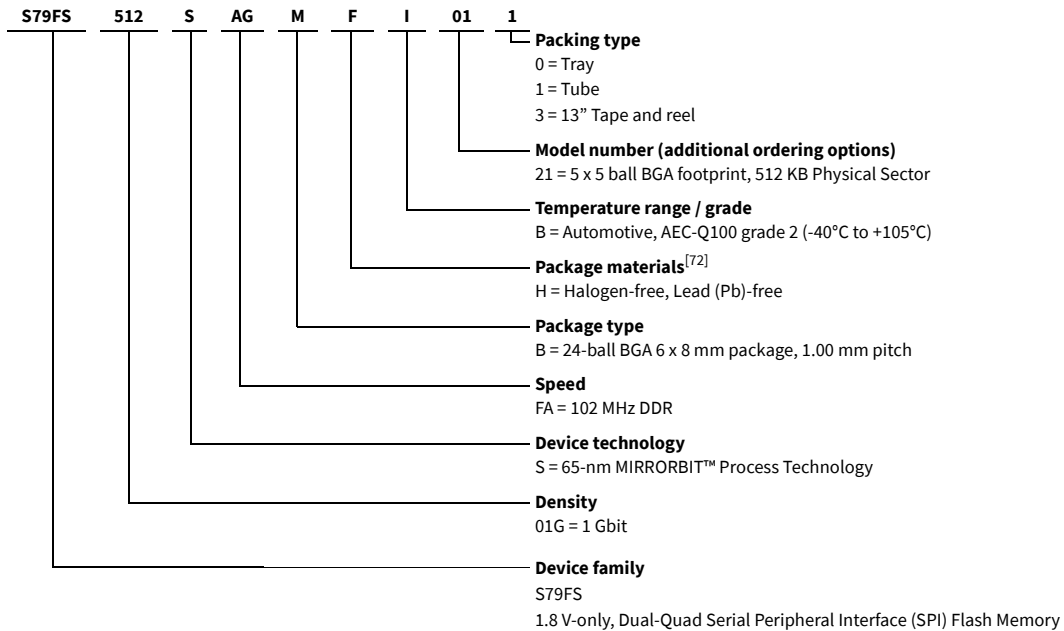 S79FS 512 S AG M F I 01 1
Packing type
0 = Tray
1 = Tube
3 = 13” Tape and reel
Model number (additional ordering options)
21 = 5 x 5 ball BGA footprint, 512 KB Physical Sector
Temperature range / grade
B = Automotive, AEC-Q100 grade 2 (-40°C to +105°C)
Package materials[72]
H = Halogen-free, Lead (Pb)-free
Package type
B = 24-ball BGA 6 x 8 mm package, 1.00 mm pitch
Speed
FA = 102 MHz DDR
Device technology
S = 65-nm MIRRORBIT™ Process Technology
Density
01G = 1 Gbit
Device family
S79FS
1.8 V-only, Dual-Quad Serial Peripheral Interface (SPI) Flash Memory